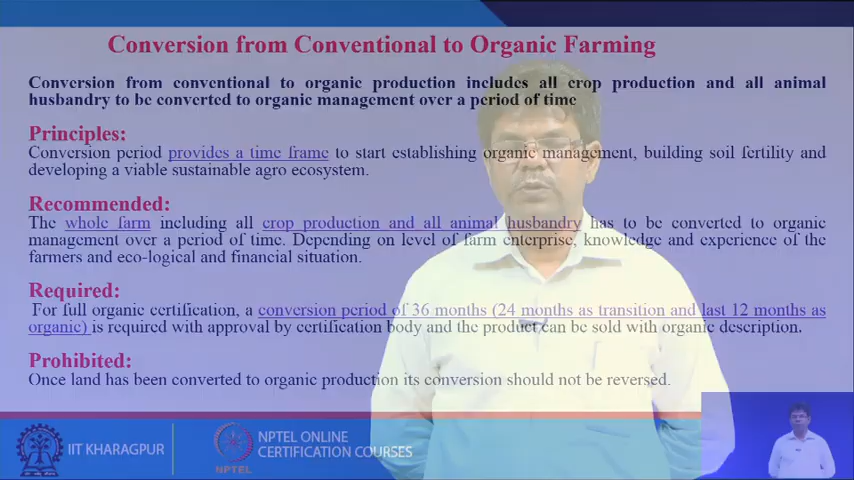 Conversion from Conventional to Organic Farming
Conversion from conventional to organic production includes all crop production and all animal
husbandry to be converted to organic management over a period of time
Principles:
Conversion period provides a time frame to start establishing organic management, building soil fertility and
developing a viable sustainable agro ecosystem.
Recommended:
The whole farm including all crop production and all animal husbandry has to be converted to organic
management over a period of time. Depending on level of farm enterprise, knowledge and experience of the
farmers and eco-logical and financial situation.
Required:
For full organic certification, a conversion period of 36 months (24 months as transition and last 12 months as
organic) is required with approval by certification body and the product can be sold with organic description.
Prohibited:
Once land has been converted to organic production its conversion should not be reversed.
IIT KHARAGPUR
NPTEL
NPTEL ONLINE
CERTIFICATION COURSES